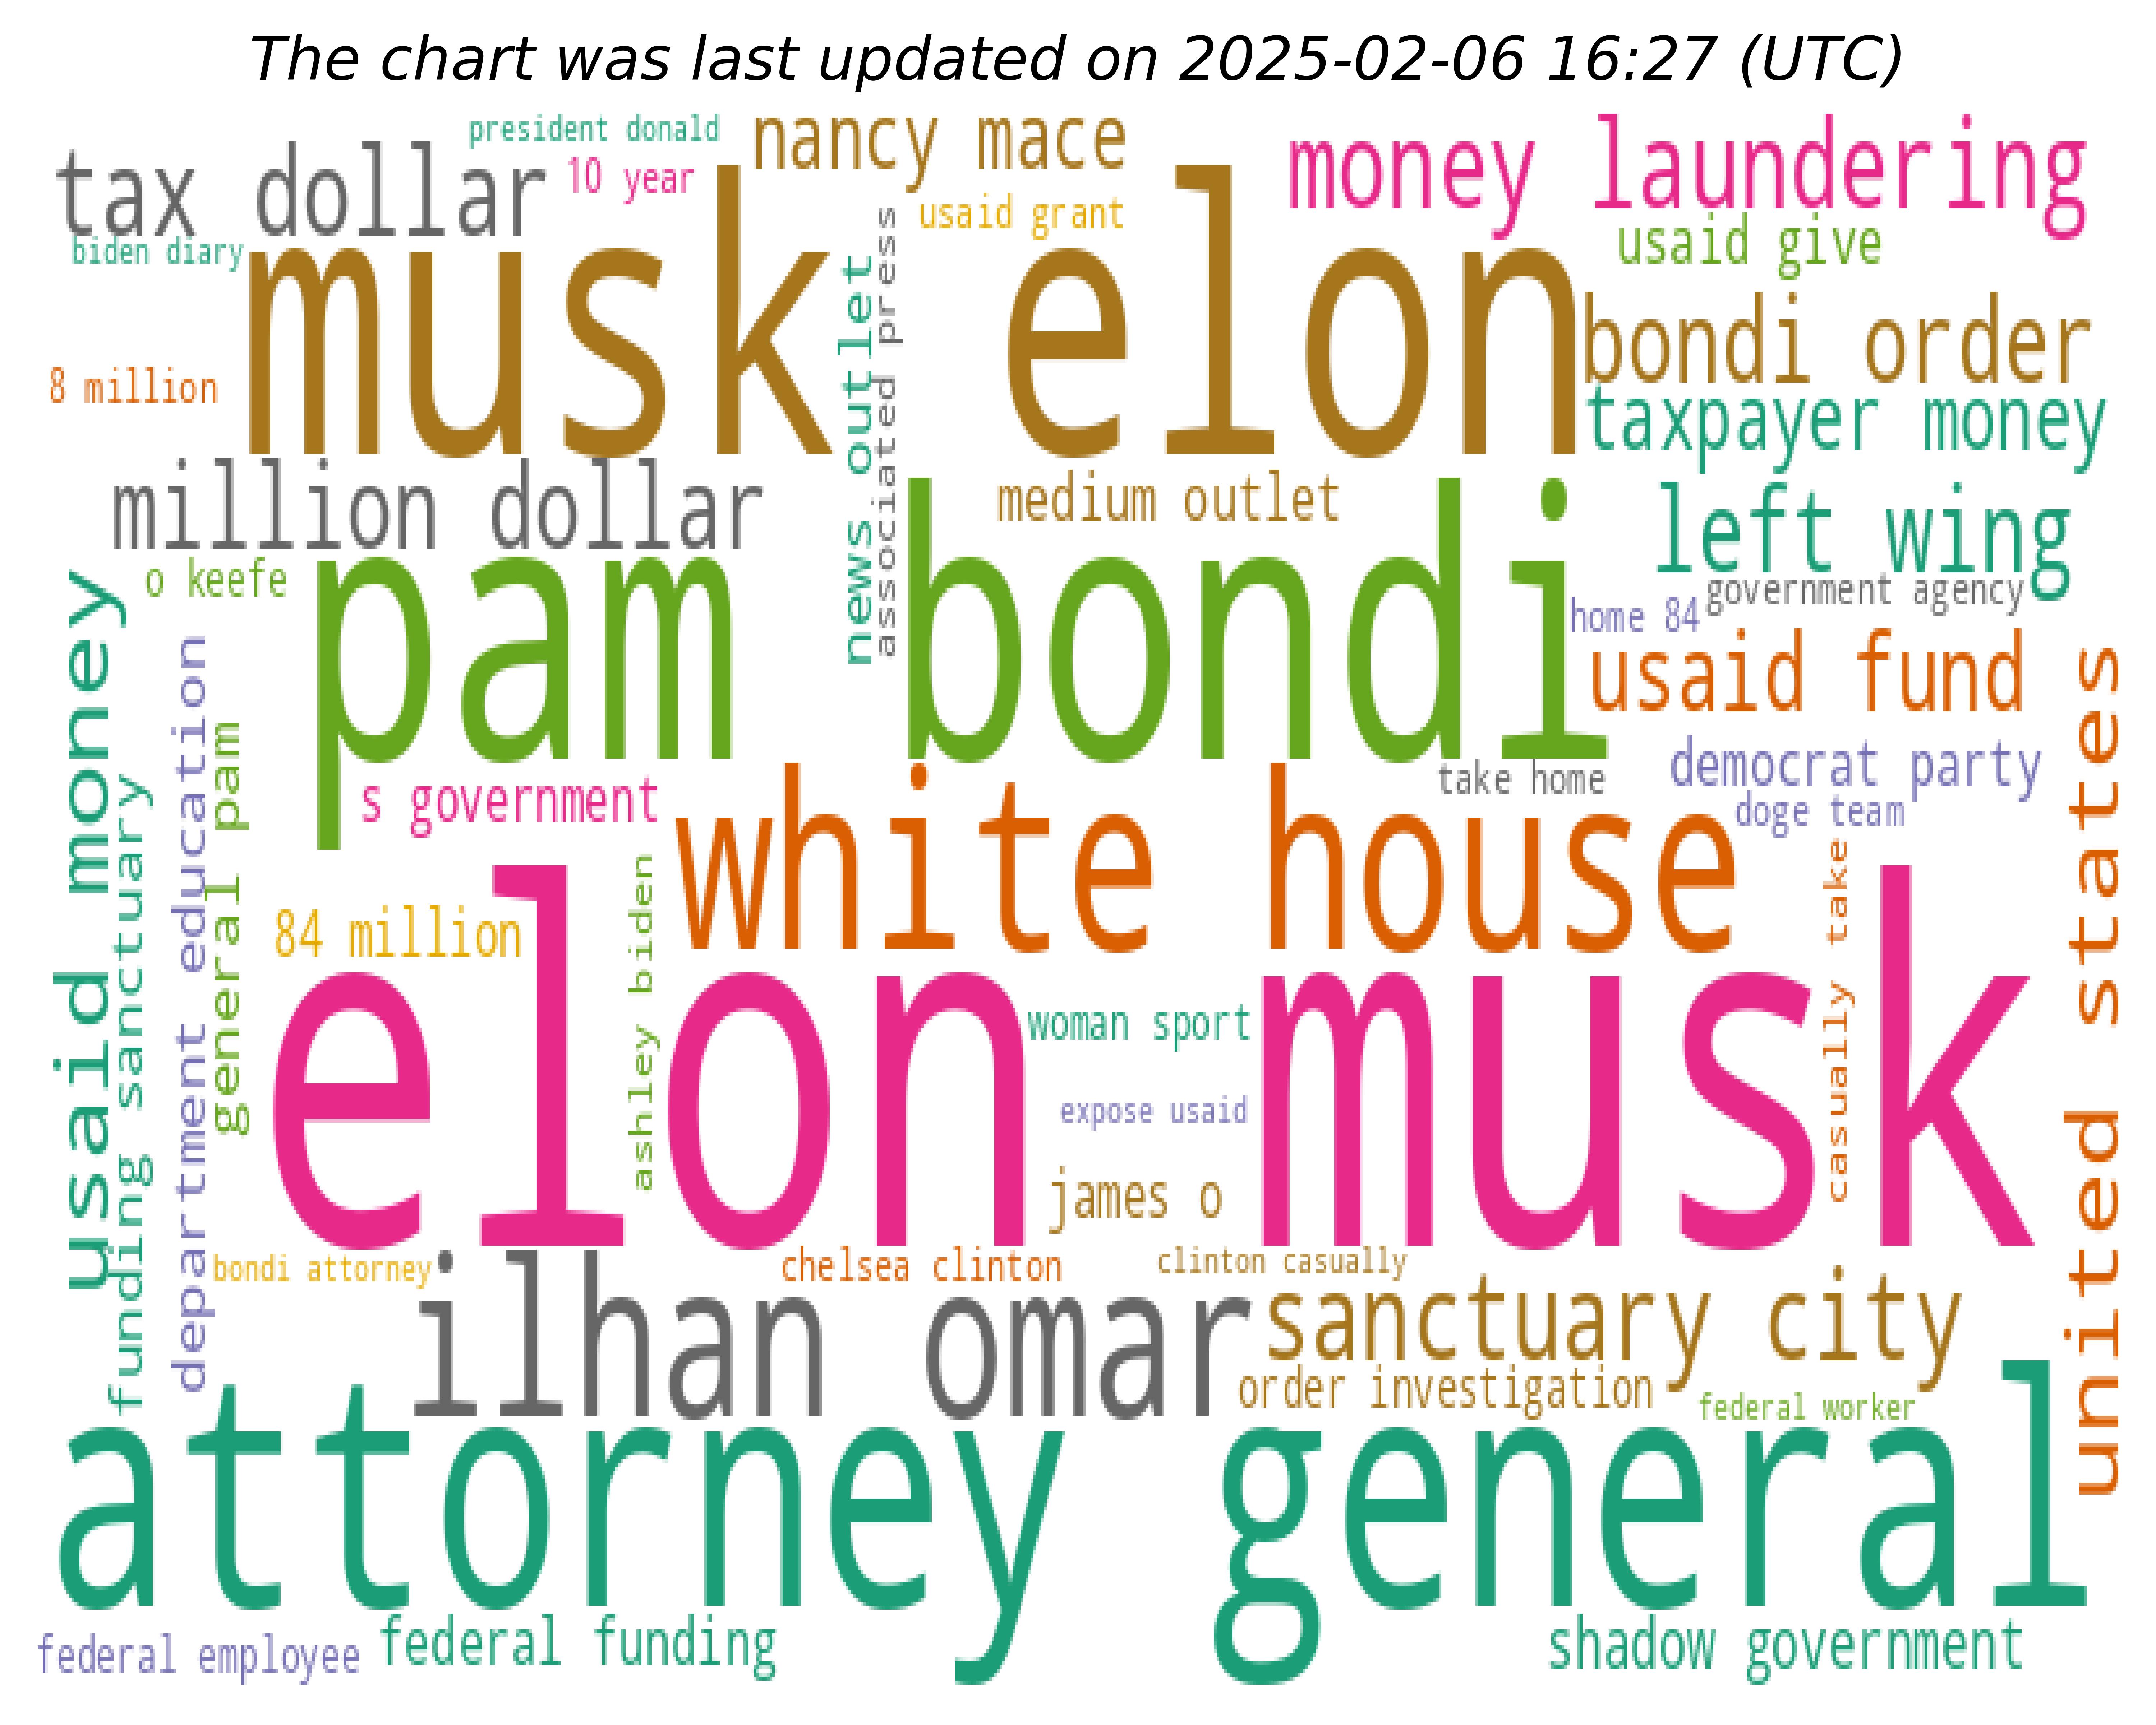 The chart was last updated on 2025-02-06 16:27 (UTC)
president donald
nancy mace
money laundering
tax dollar
10 year
usaid grant
usaid give
biden diary
musk elon
bondi order
8 million
news outlet
associated press
taxpayer money
million dollar
medium outlet
left wing
o keefe
pam bondi
government agency
home 84
usaid fund
usaid money
funding sanctuary
department education
general pam
united states
s government
white house
take home
democrat party
doge team
84 million
ashley biden
casually take
elon musk
woman sport
expose usaid
james o
bondi attorney
chelsea clinton
clinton casually
ilhan omar
sanctuary city
order investigation
federal worker
attorney general
federal employee
federal funding
shadow government